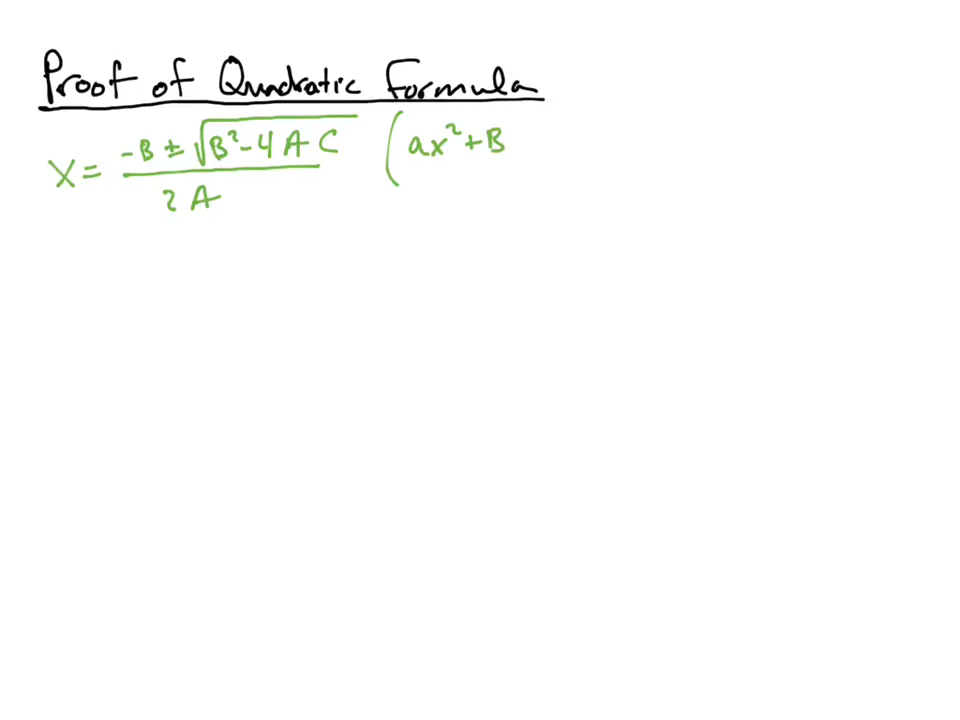 Proof of Quadratic Formula
X = (-B ± √(B² - 4AC)) / (2A) (ax² + B